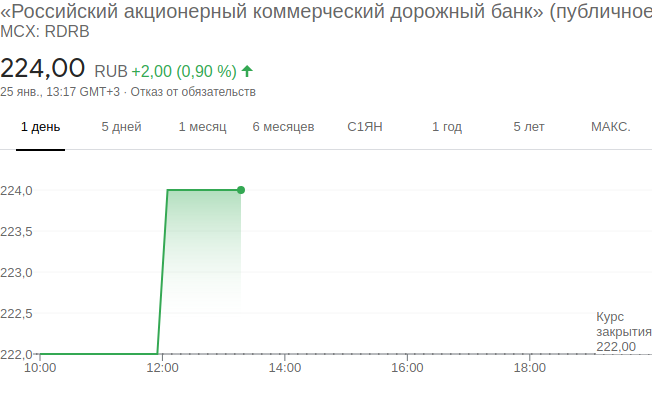 «Российский акционерный коммерческий дорожный банк» (публичное
MCX: RDRB
224,00 RUB +2,00 (0,90 %)
25 янв., 13:17 GMT+3 · Отказ от обязательств
1 день 5 дней 1 месяц 6 месяцев С1ЯН 1 год 5 лет МАКС.
224,0
223,5
223,0
222,5
Курс
закрытия
222,00
222,0
10:00 12:00 14:00 16:00 18:00